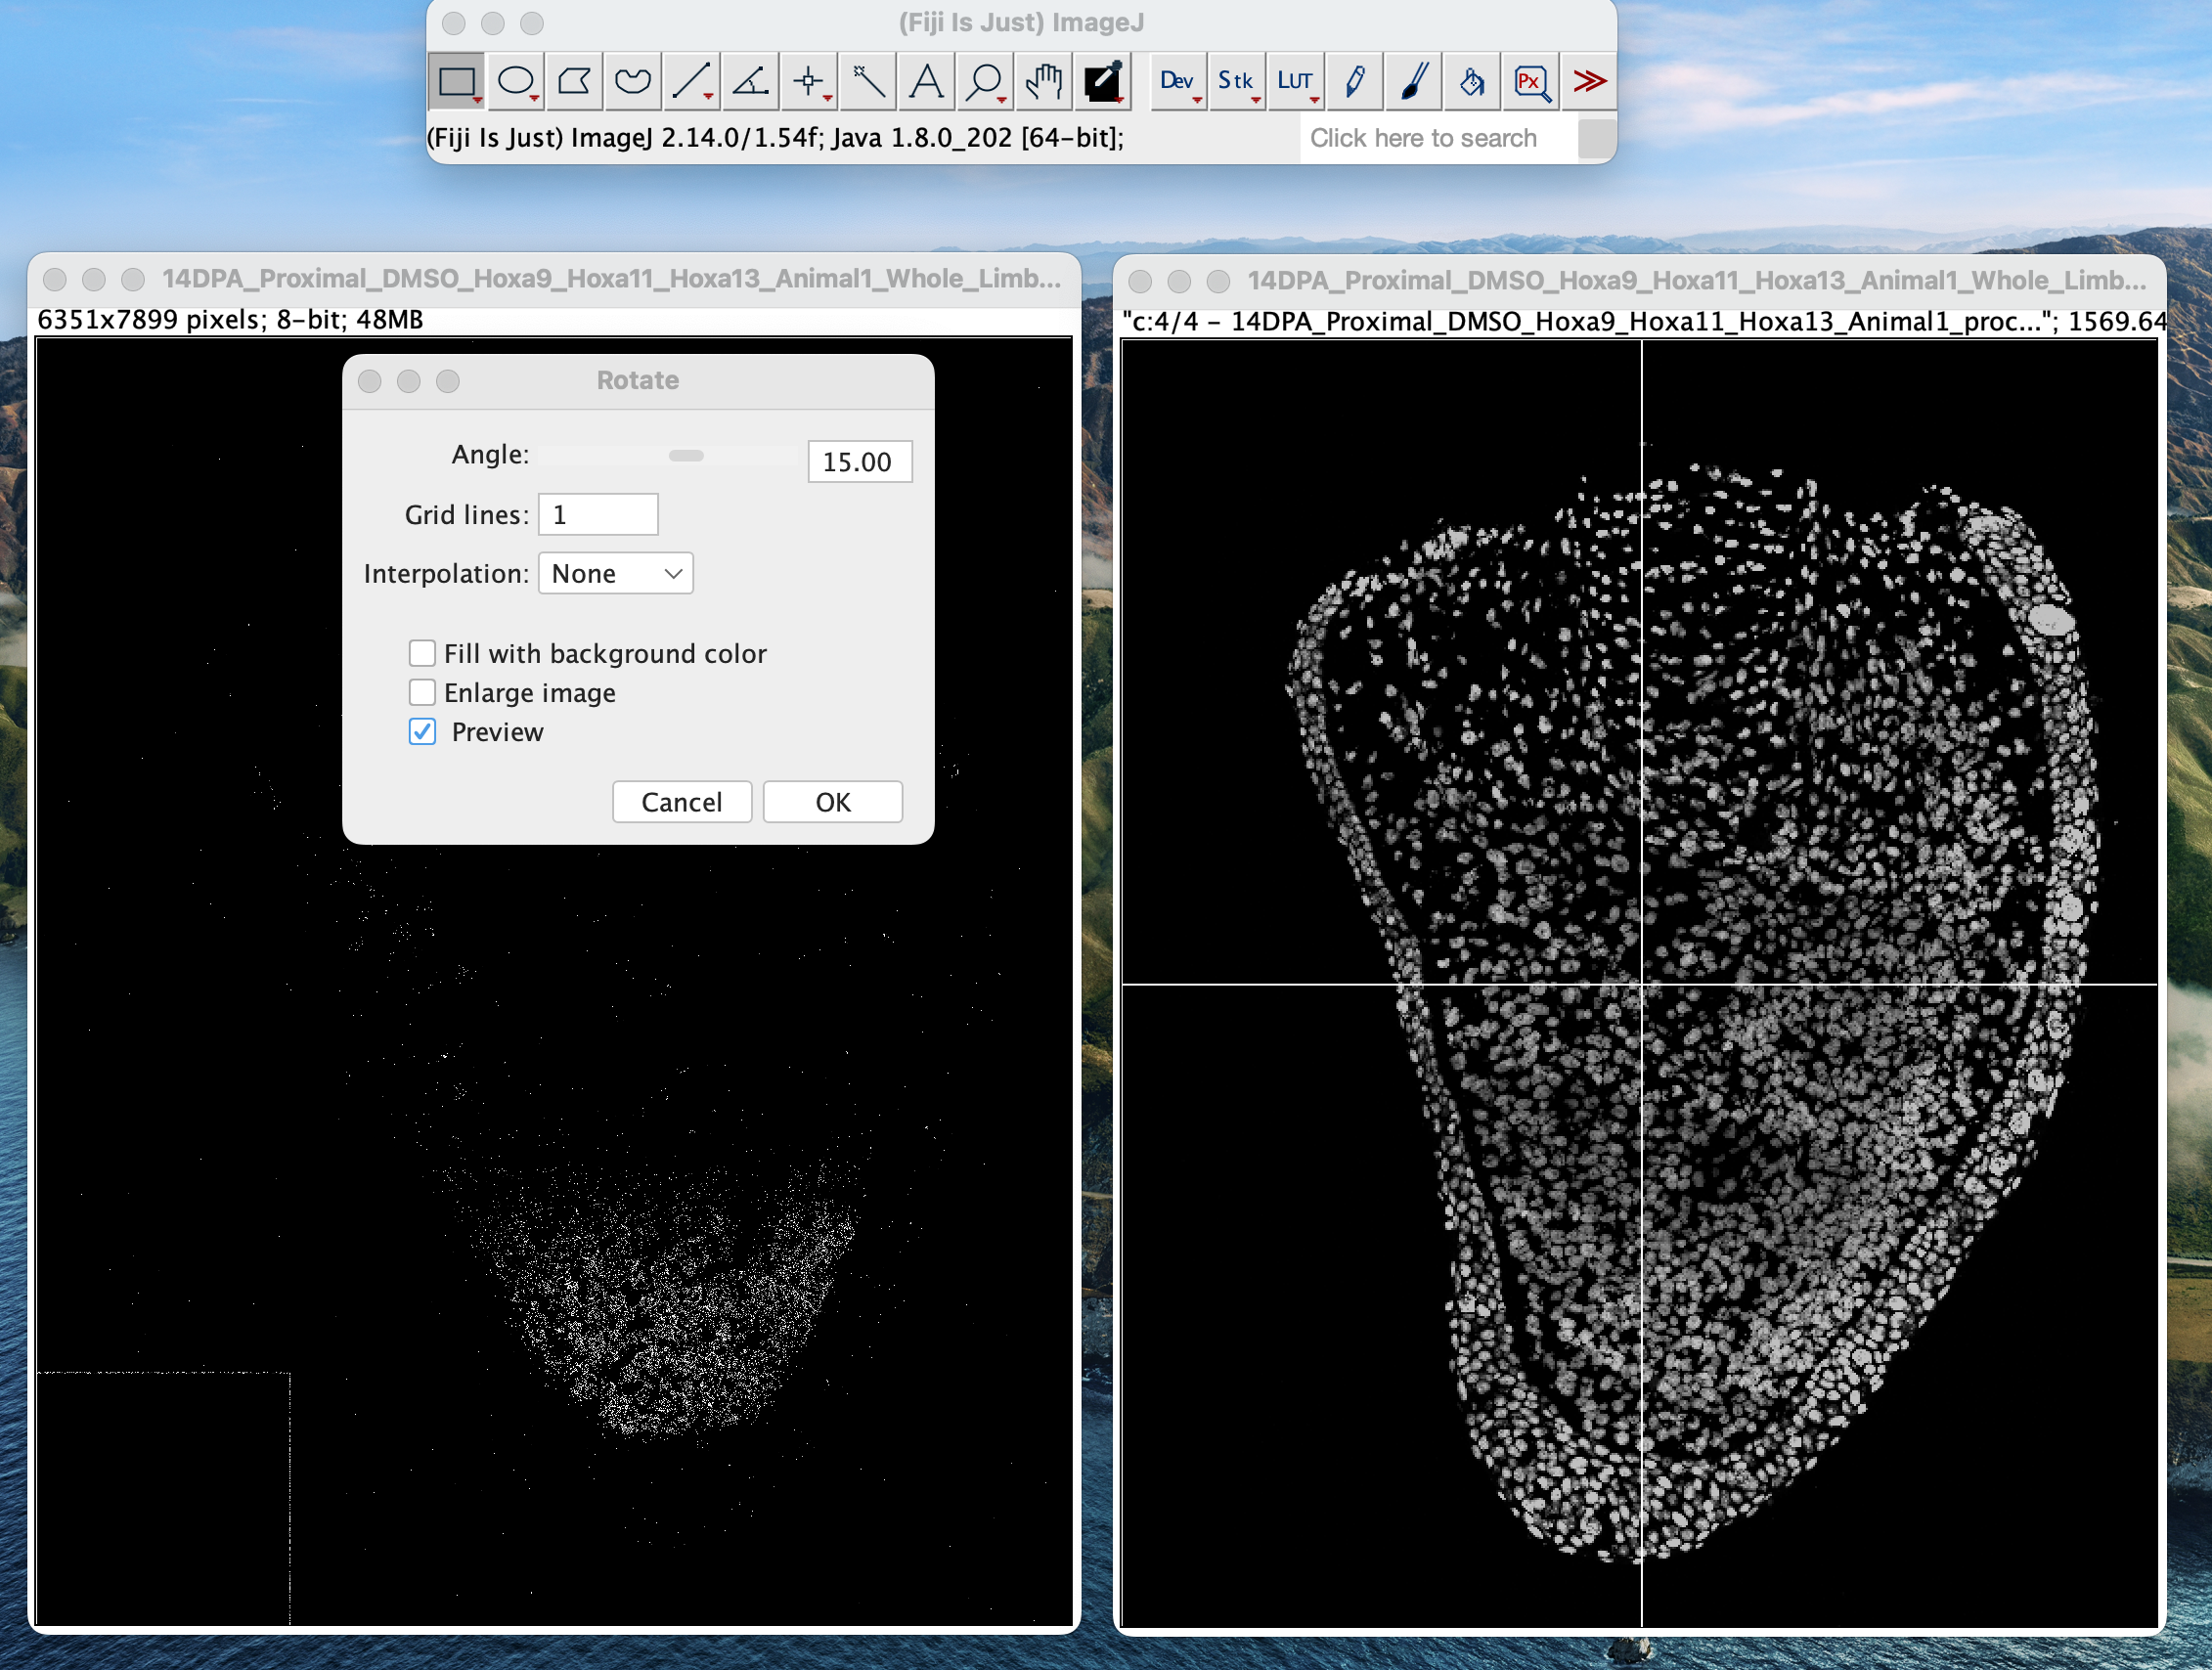 (Fiji Is Just) ImageJ
A
Dev
Stk
LUT
Px
>>
(Fiji Is Just) ImageJ 2.14.0/1.54f; Java 1.8.0_202 [64-bit];
Click here to search
14DPA_Proximal_DMSO_Hoxa9_Hoxa11_Hoxa13_Animal1_Whole_Limb...
6351x7899 pixels; 8-bit; 48MB
Rotate
Angle:
15.00
Grid lines:
1
Interpolation:
None
Fill with background color
Enlarge image
Preview
Cancel
OK
14DPA_Proximal_DMSO_Hoxa9_Hoxa11_Hoxa13_Animal1_Whole_Limb...
"c:4/4 - 14DPA_Proximal_DMSO_Hoxa9_Hoxa11_Hoxa13_Animal1_proc..."; 1569.64